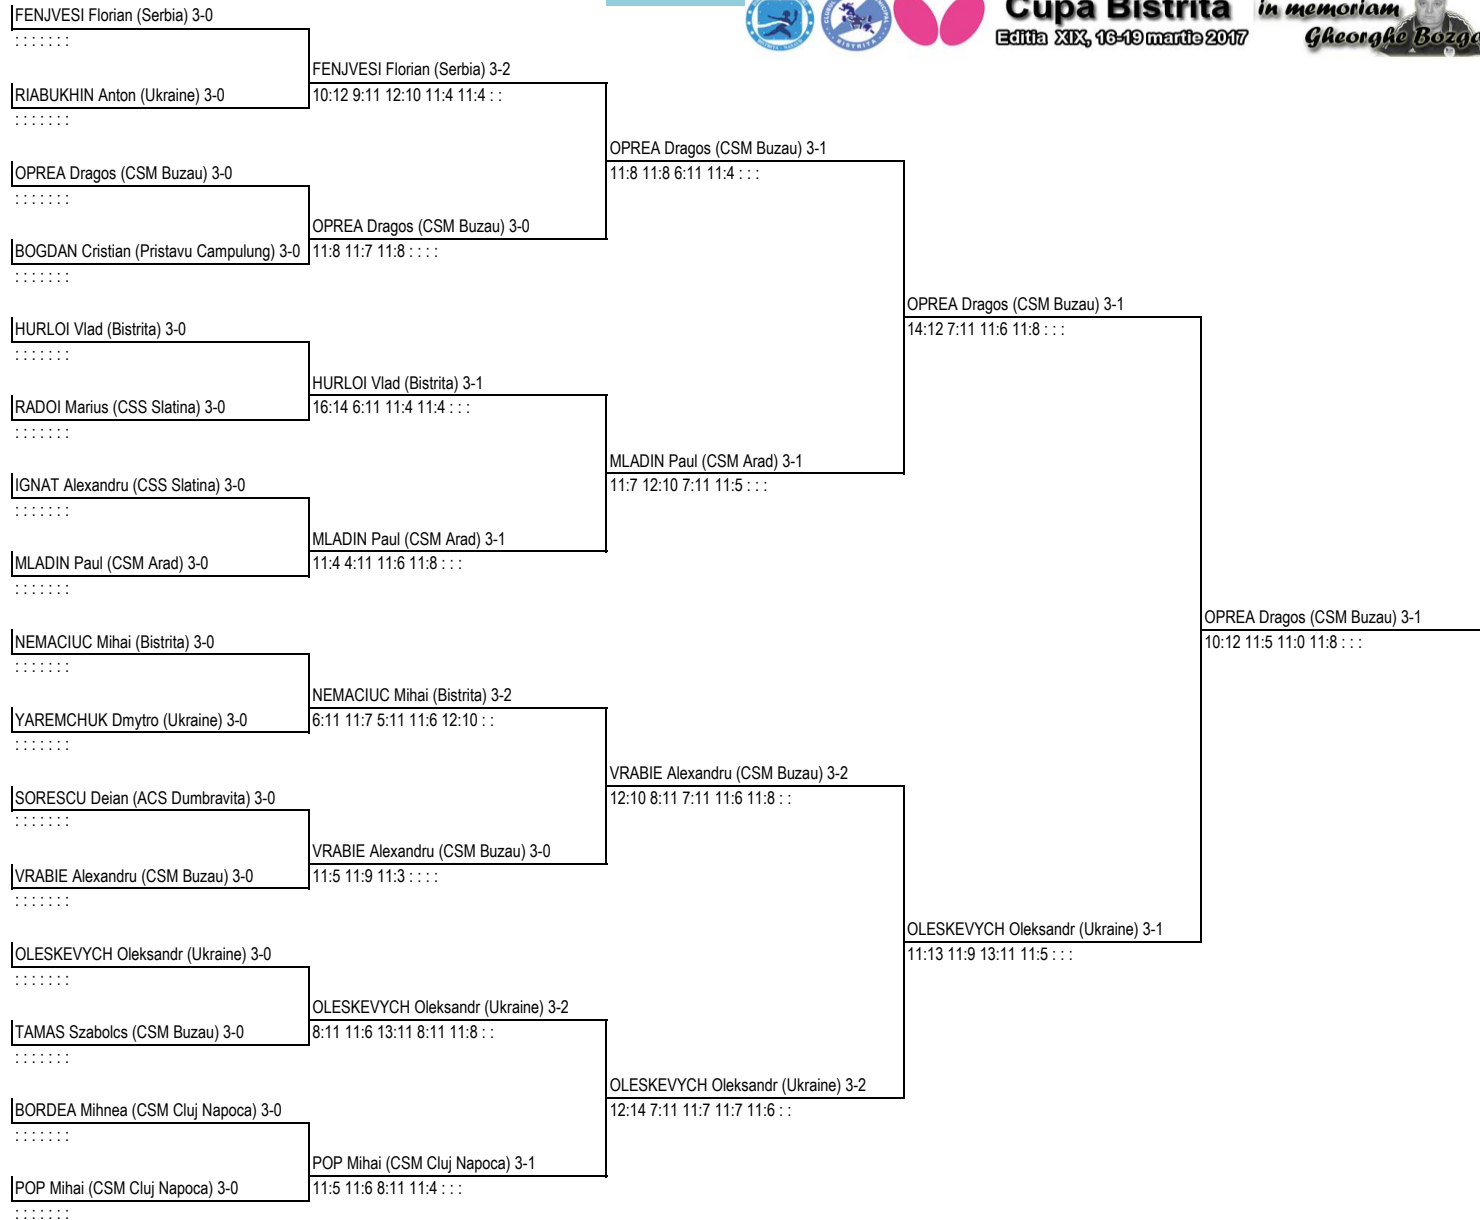 Cupa Bistrita
Editia XIX, 16-19 martie 2017
in memoriam
FENJVESI Florian (Serbia) 3-0
: : : : : : :
FENJVESI Florian (Serbia) 3-2
RIABUKHIN Anton (Ukraine) 3-0
10:12 9:11 12:10 11:4 11:4 : :
: : : : : : :
OPREA Dragos (CSM Buzau) 3-1
OPREA Dragos (CSM Buzau) 3-0
11:8 11:8 6:11 11:4 : : :
: : : : : : :
OPREA Dragos (CSM Buzau) 3-0
BOGDAN Cristian (Pristavu Campulung) 3-0
11:8 11:7 11:8 : : : :
: : : : : : :
OPREA Dragos (CSM Buzau) 3-1
HURLOI Vlad (Bistrita) 3-0
14:12 7:11 11:6 11:8 : : :
: : : : : : :
HURLOI Vlad (Bistrita) 3-1
RADOI Marius (CSS Slatina) 3-0
16:14 6:11 11:4 11:4 : : :
: : : : : : :
MLADIN Paul (CSM Arad) 3-1
IGNAT Alexandru (CSS Slatina) 3-0
11:7 12:10 7:11 11:5 : : :
: : : : : : :
MLADIN Paul (CSM Arad) 3-1
MLADIN Paul (CSM Arad) 3-0
11:4 4:11 11:6 11:8 : : :
: : : : : : :
OPREA Dragos (CSM Buzau) 3-1
NEMACIUC Mihai (Bistrita) 3-0
10:12 11:5 11:0 11:8 : : :
: : : : : : :
NEMACIUC Mihai (Bistrita) 3-2
YAREMCHUK Dmytro (Ukraine) 3-0
6:11 11:7 5:11 11:6 12:10 : :
: : : : : : :
VRABIE Alexandru (CSM Buzau) 3-2
SORESCU Deian (ACS Dumbravita) 3-0
12:10 8:11 7:11 11:6 11:8 : :
: : : : : : :
VRABIE Alexandru (CSM Buzau) 3-0
VRABIE Alexandru (CSM Buzau) 3-0
11:5 11:9 11:3 : : : :
: : : : : : :
OLESKEVYCH Oleksandr (Ukraine) 3-1
OLESKEVYCH Oleksandr (Ukraine) 3-0
11:13 11:9 13:11 11:5 : : :
: : : : : : :
OLESKEVYCH Oleksandr (Ukraine) 3-2
TAMAS Szabolcs (CSM Buzau) 3-0
8:11 11:6 13:11 8:11 11:8 : :
: : : : : : :
OLESKEVYCH Oleksandr (Ukraine) 3-2
BORDEA Mihnea (CSM Cluj Napoca) 3-0
12:14 7:11 11:7 11:7 11:6 : :
: : : : : : :
POP Mihai (CSM Cluj Napoca) 3-1
POP Mihai (CSM Cluj Napoca) 3-0
11:5 11:6 8:11 11:4 : : :
: : : : : : :
Gheorghe